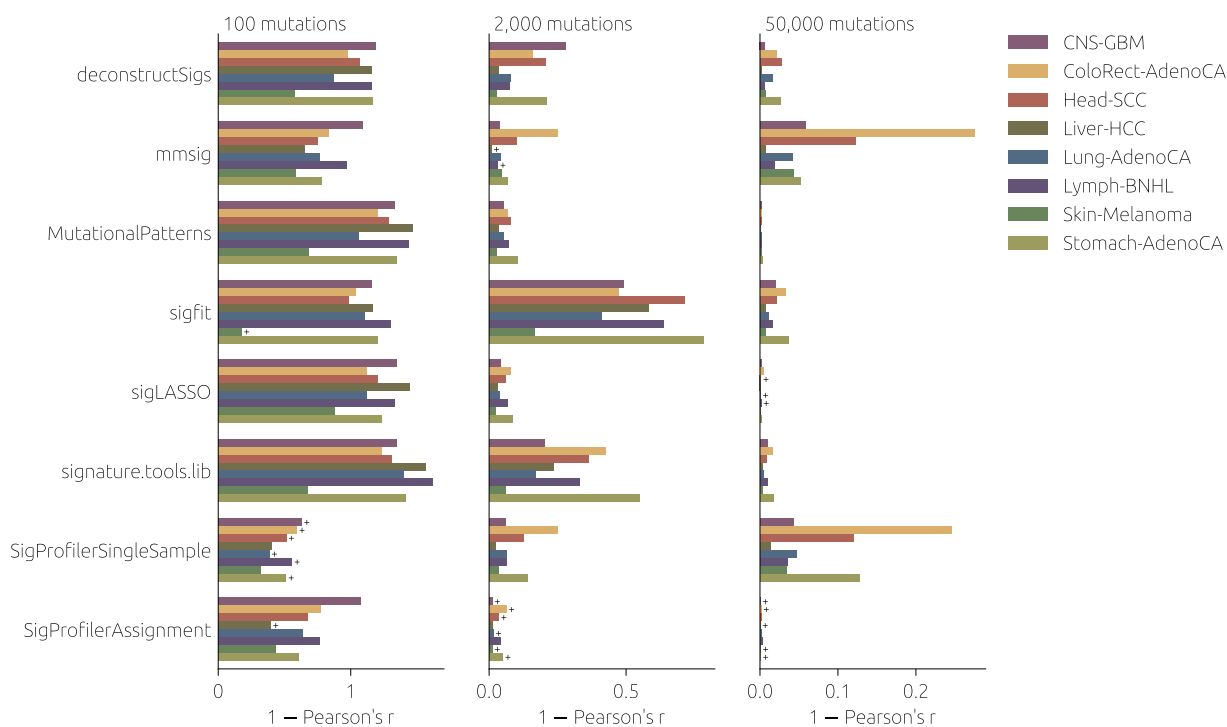 100 mutations
2,000 mutations
50,000 mutations
CNS-GBM
ColoRect-AdenoCA
Head-SCC
Liver-HCC
Lung-AdenoCA
Lymph-BNHL
Skin-Melanoma
Stomach-AdenoCA
deconstructSigs
mmsig
+
+
MutationalPatterns
sigfit
+
sigLASSO
+
+
+
signature.tools.lib
SigProfilerSingleSample
+
+
+
+
+
+
SigProfilerAssignment
+
+
+
+
+
+
+
+
+
+
+
0
1
0.0
0.5
0.0
0.1
0.2
1 − Pearson's r
1 − Pearson's r
1 − Pearson's r